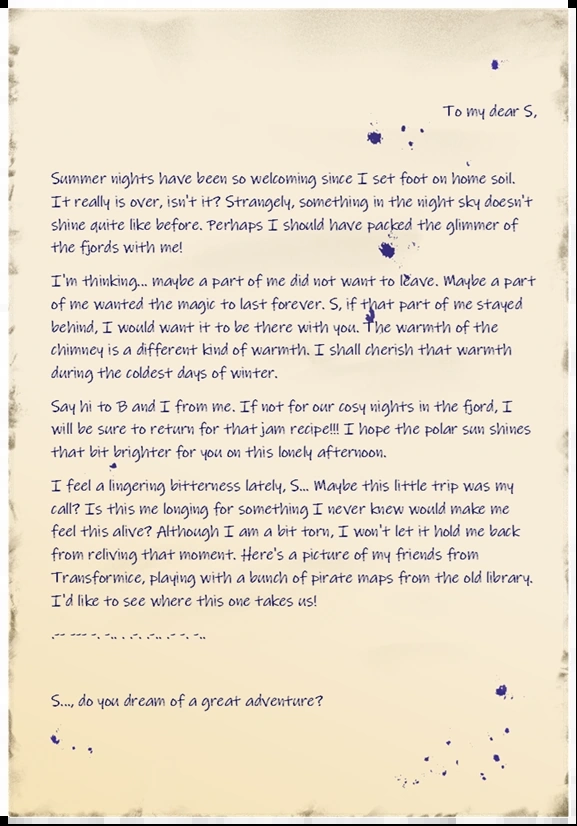 To my dear S,
Summer nights have been so welcoming since I set foot on home soil.
It really is over, isn't it? Strangely, something in the night sky doesn't
shine quite like before. Perhaps I should have packed the glimmer of
the fjords with me!
I'm thinking... maybe a part of me did not want to leave. Maybe a part
of me wanted the magic to last forever. S, if that part of me stayed
behind, I would want it to be there with you. The warmth of the
chimney is a different kind of warmth. I shall cherish that warmth
during the coldest days of winter.
Say hi to B and I from me. If not for our cosy nights in the fjord, I
will be sure to return for that jam recipe!!! I hope the polar sun shines
that bit brighter for you on this lonely afternoon.
I feel a lingering bitterness lately, S... Maybe this little trip was my
call? Is this me longing for something I never knew would make me
feel this alive? Although I am a bit torn, I won't let it hold me back
from reliving that moment. Here's a picture of my friends from
Transformice, playing with a bunch of pirate maps from the old library.
I'd like to see where this one takes us!
S..., do you dream of a great adventure?